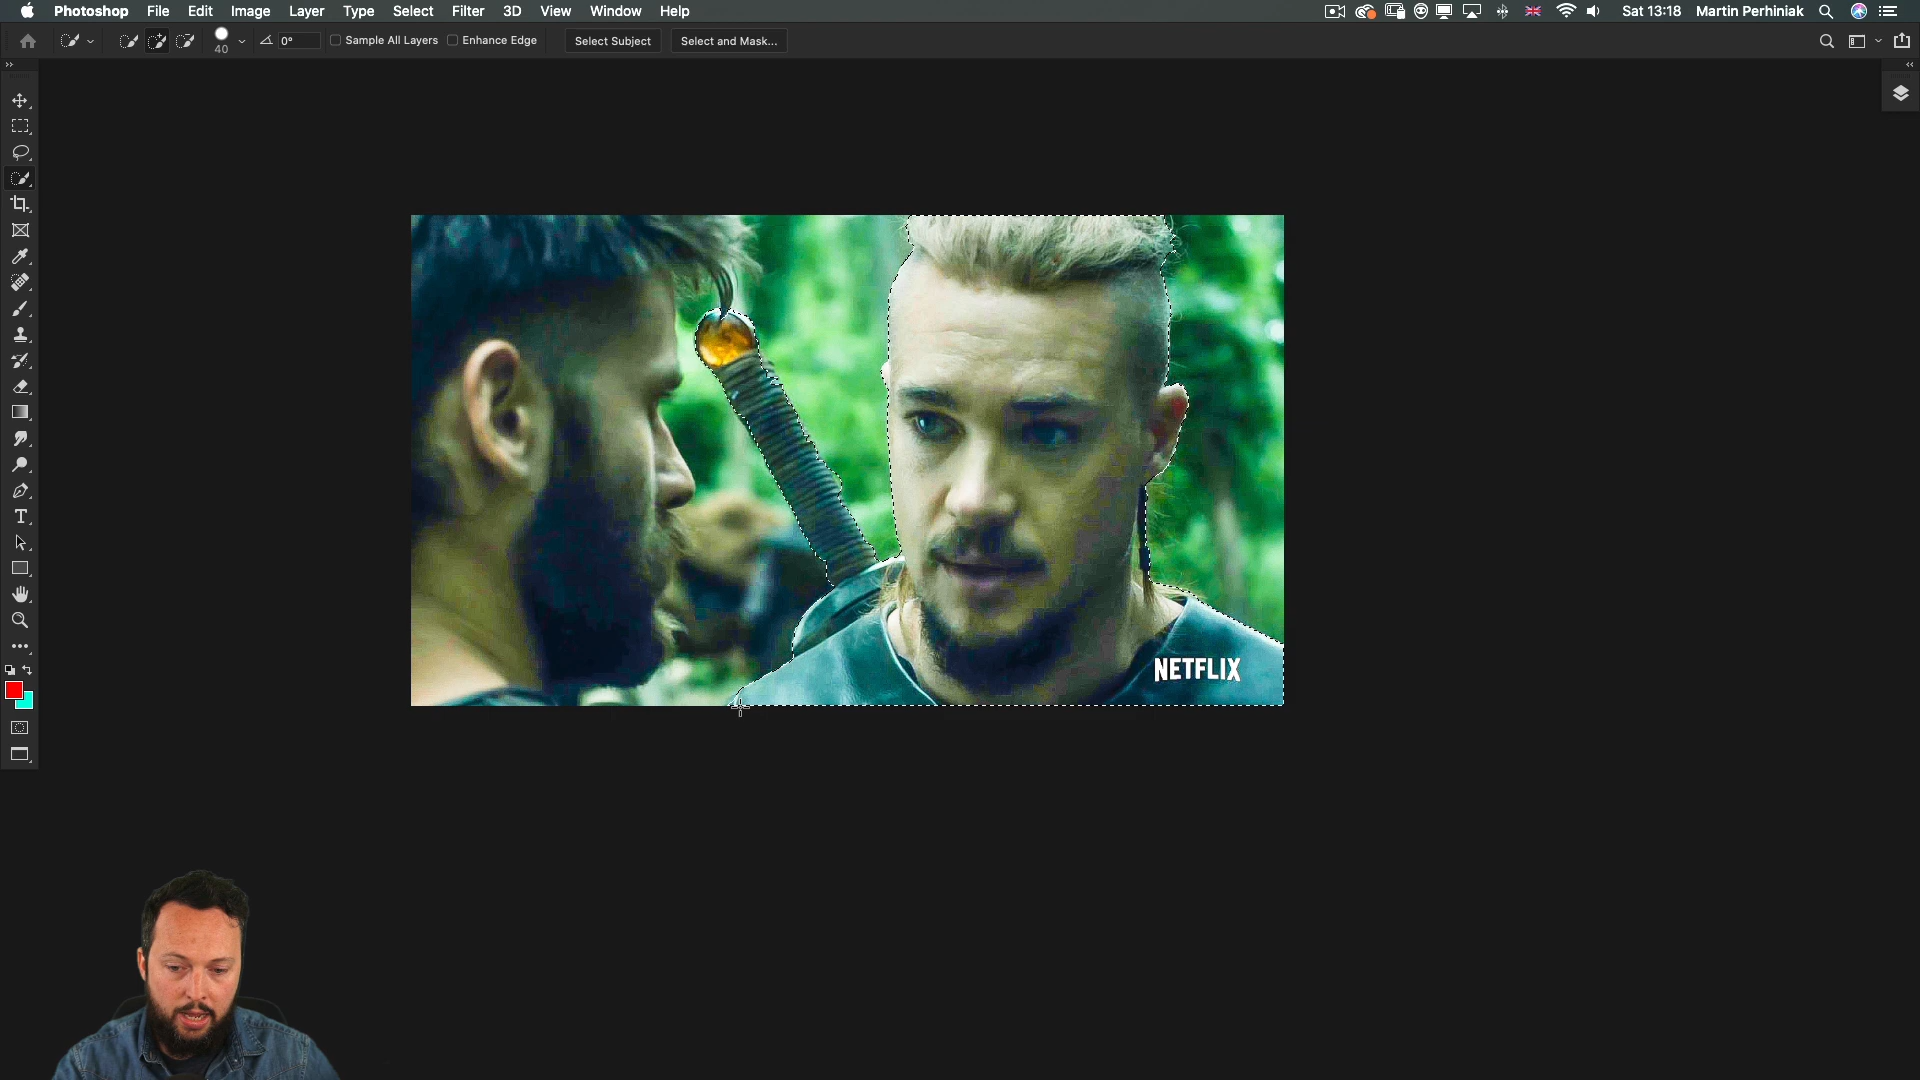 Photoshop File Edit Image Layer Type Select Filter 3D View Window Help Sat 13:18 Martin Perhiniak
40 0° Sample All Layers Enhance Edge Select Subject Select and Mask...
NETFLIX